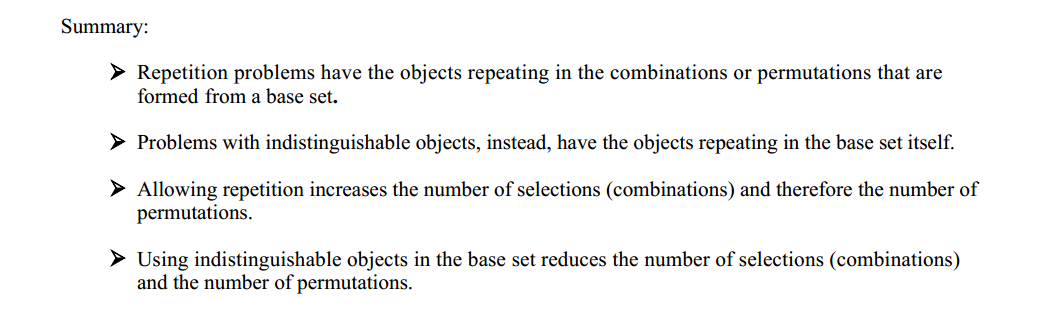 Summary:
➢ Repetition problems have the objects repeating in the combinations or permutations that are
formed from a base set.
➢ Problems with indistinguishable objects, instead, have the objects repeating in the base set itself.
➢ Allowing repetition increases the number of selections (combinations) and therefore the number of
permutations.
➢ Using indistinguishable objects in the base set reduces the number of selections (combinations)
and the number of permutations.